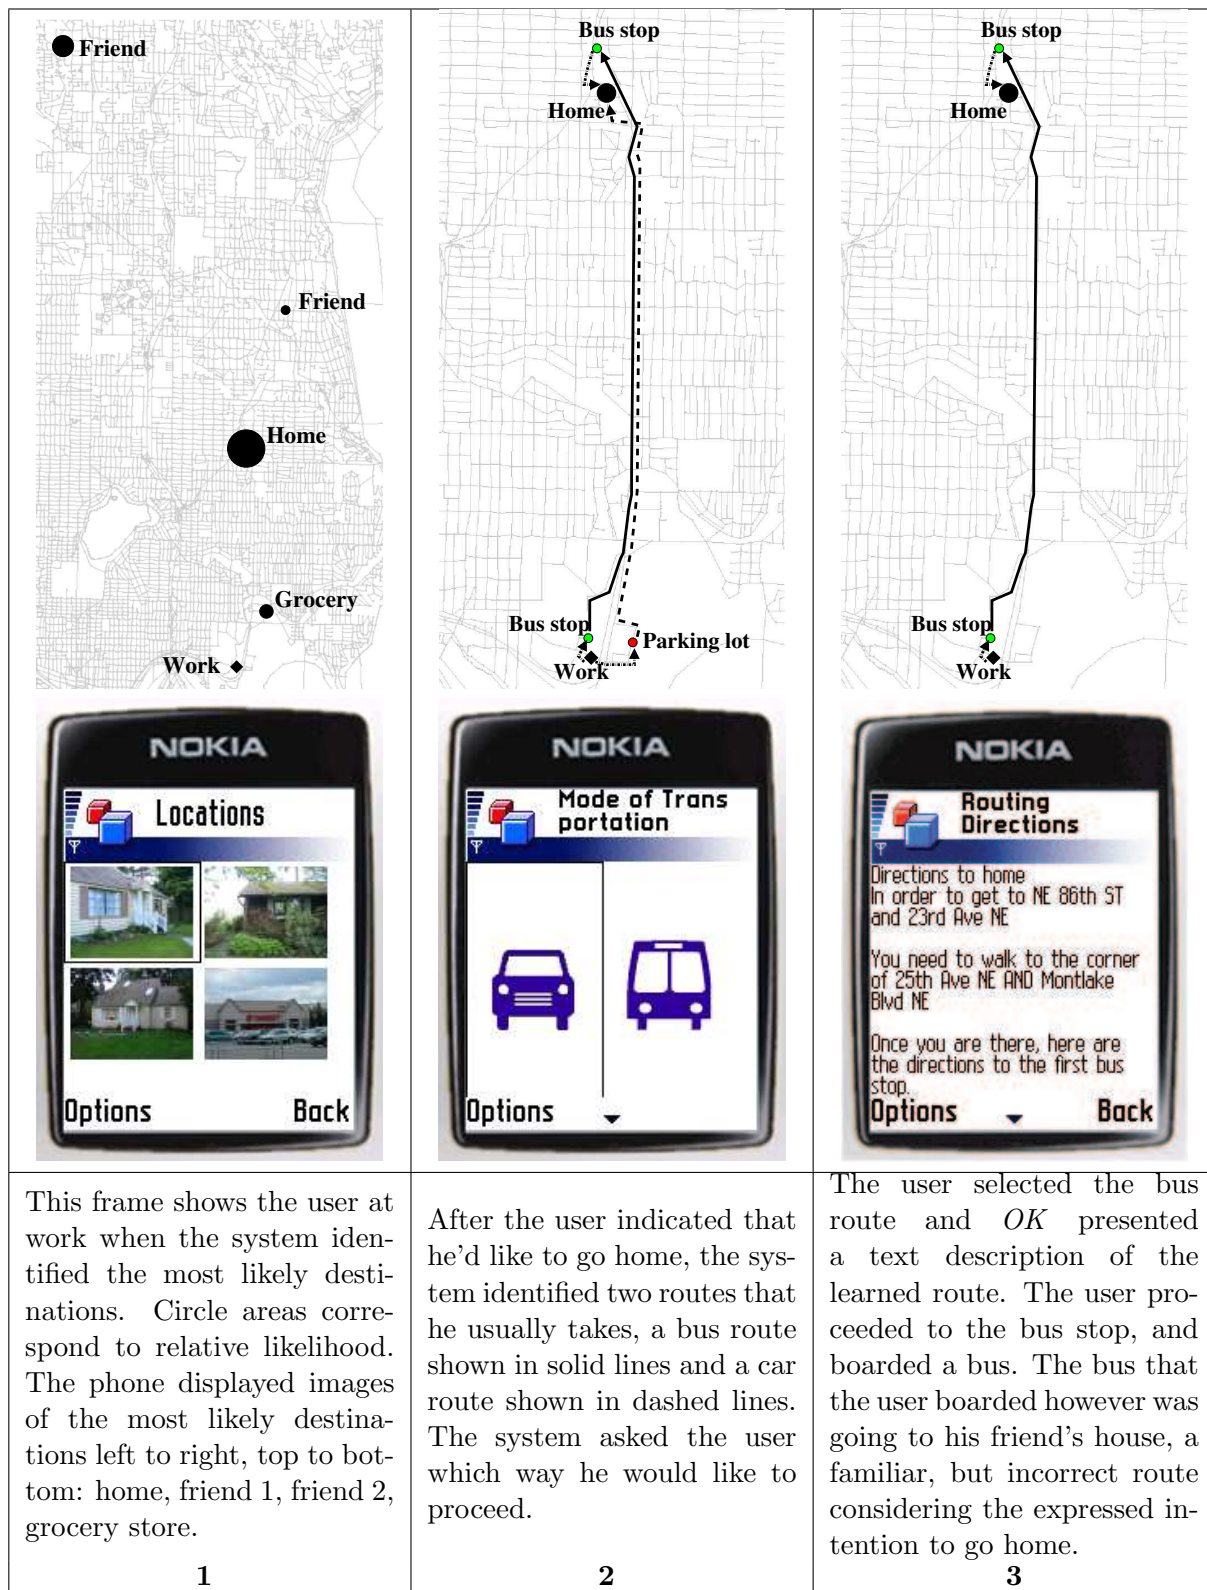 Friend
Friend
Home
Grocery
Work
Bus stop
Home
Bus stop
Parking lot
Work
Bus stop
Home
Bus stop
Work
NOKIA
Locations
Options Back
NOKIA
Mode of Trans
portation
Options
NOKIA
Routing
Directions
Directions to home
In order to get to NE 86th ST
and 23rd Ave NE
You need to walk to the corner
of 25th Ave NE AND Montlake
Blvd NE
Once you are there, here are
the directions to the first bus
stop.
Options Back
This frame shows the user at
work when the system iden-
tified the most likely desti-
nations. Circle areas corre-
spond to relative likelihood.
The phone displayed images
of the most likely destina-
tions left to right, top to bot-
tom: home, friend 1, friend 2,
grocery store.
1
After the user indicated that
he'd like to go home, the sys-
tem identified two routes that
he usually takes, a bus route
shown in solid lines and a car
route shown in dashed lines.
The system asked the user
which way he would like to
proceed.
2
The user selected the bus
route and OK presented
a text description of the
learned route. The user pro-
ceeded to the bus stop, and
boarded a bus. The bus that
the user boarded however was
going to his friend's house, a
familiar, but incorrect route
considering the expressed in-
tention to go home.
3